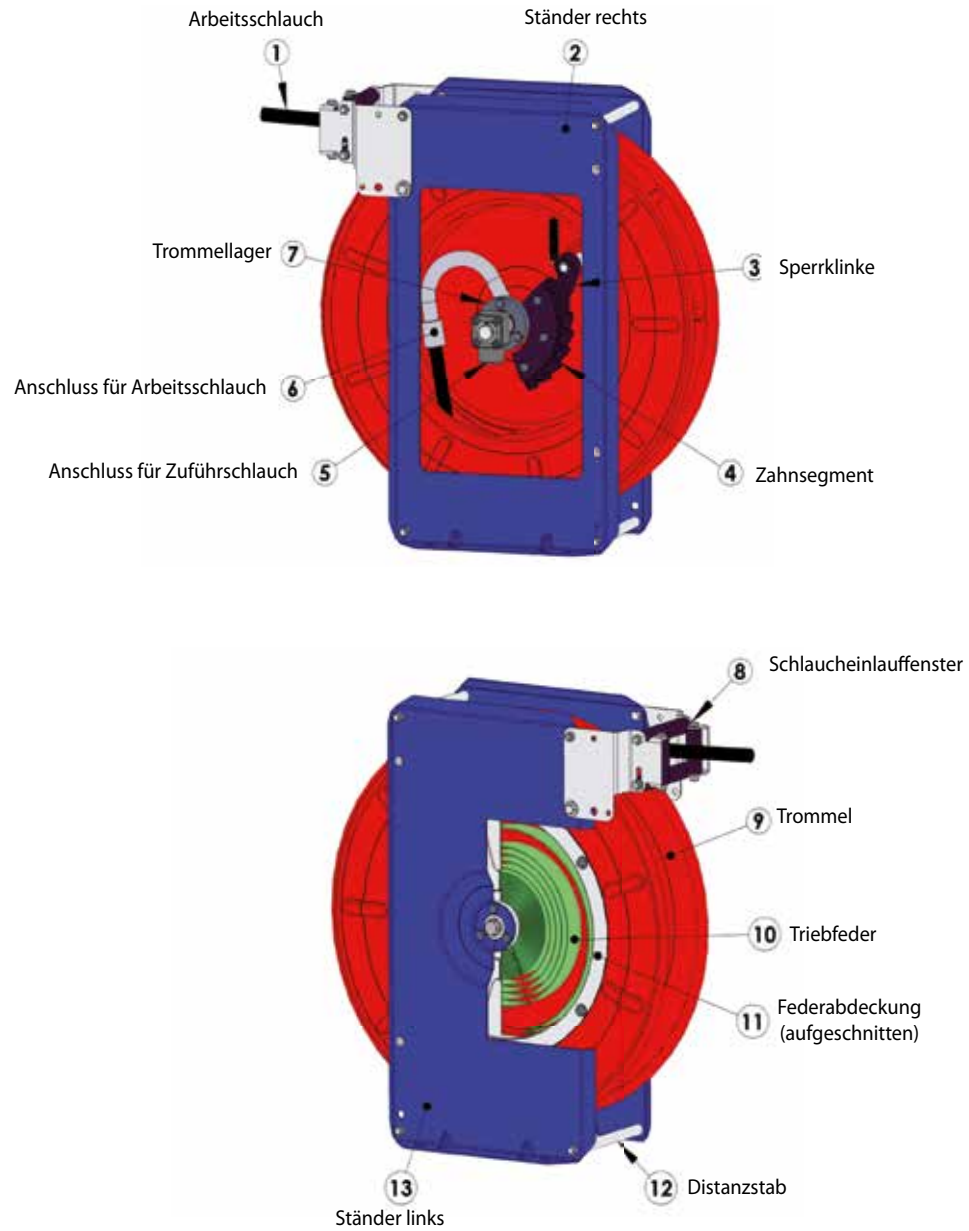 Arbeitsschlauch
Ständer rechts
1
2
Trommellager 7
3 Sperrklinke
Anschluss für Arbeitsschlauch 6
Anschluss für Zuführschlauch 5
4 Zahnsegment
8 Schlaucheinlauffenster
9 Trommel
10 Triebfeder
11 Federabdeckung
(aufgeschnitten)
13
12 Distanzstab
Ständer links